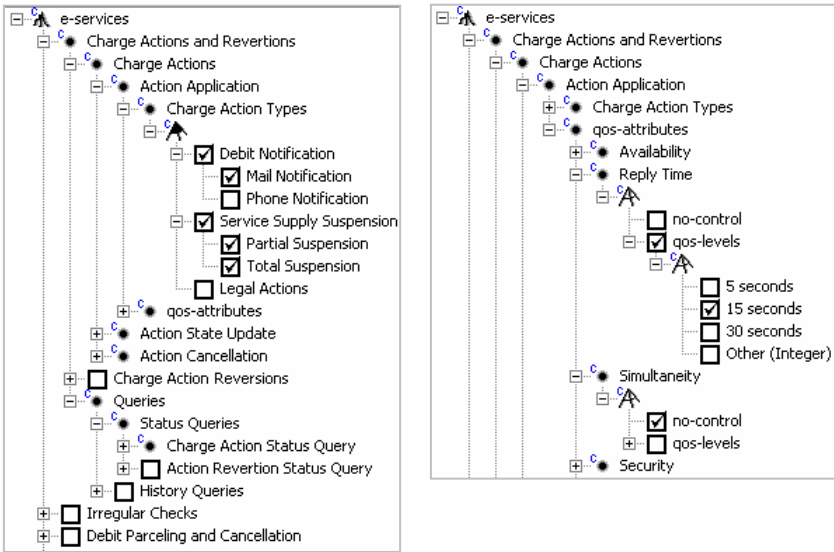 e-services
Charge Actions and Revertions
Charge Actions
Action Application
Charge Action Types
Debit Notification
Mail Notification
Phone Notification
Service Supply Suspension
Partial Suspension
Total Suspension
Legal Actions
qos-attributes
Action State Update
Action Cancellation
Charge Action Reversions
Queries
Status Queries
Charge Action Status Query
Action Revertion Status Query
History Queries
Irregular Checks
Debit Parceling and Cancellation
e-services
Charge Actions and Revertions
Charge Actions
Action Application
Charge Action Types
qos-attributes
Availability
Reply Time
no-control
qos-levels
5 seconds
15 seconds
30 seconds
Other (Integer)
Simultaneity
no-control
qos-levels
Security